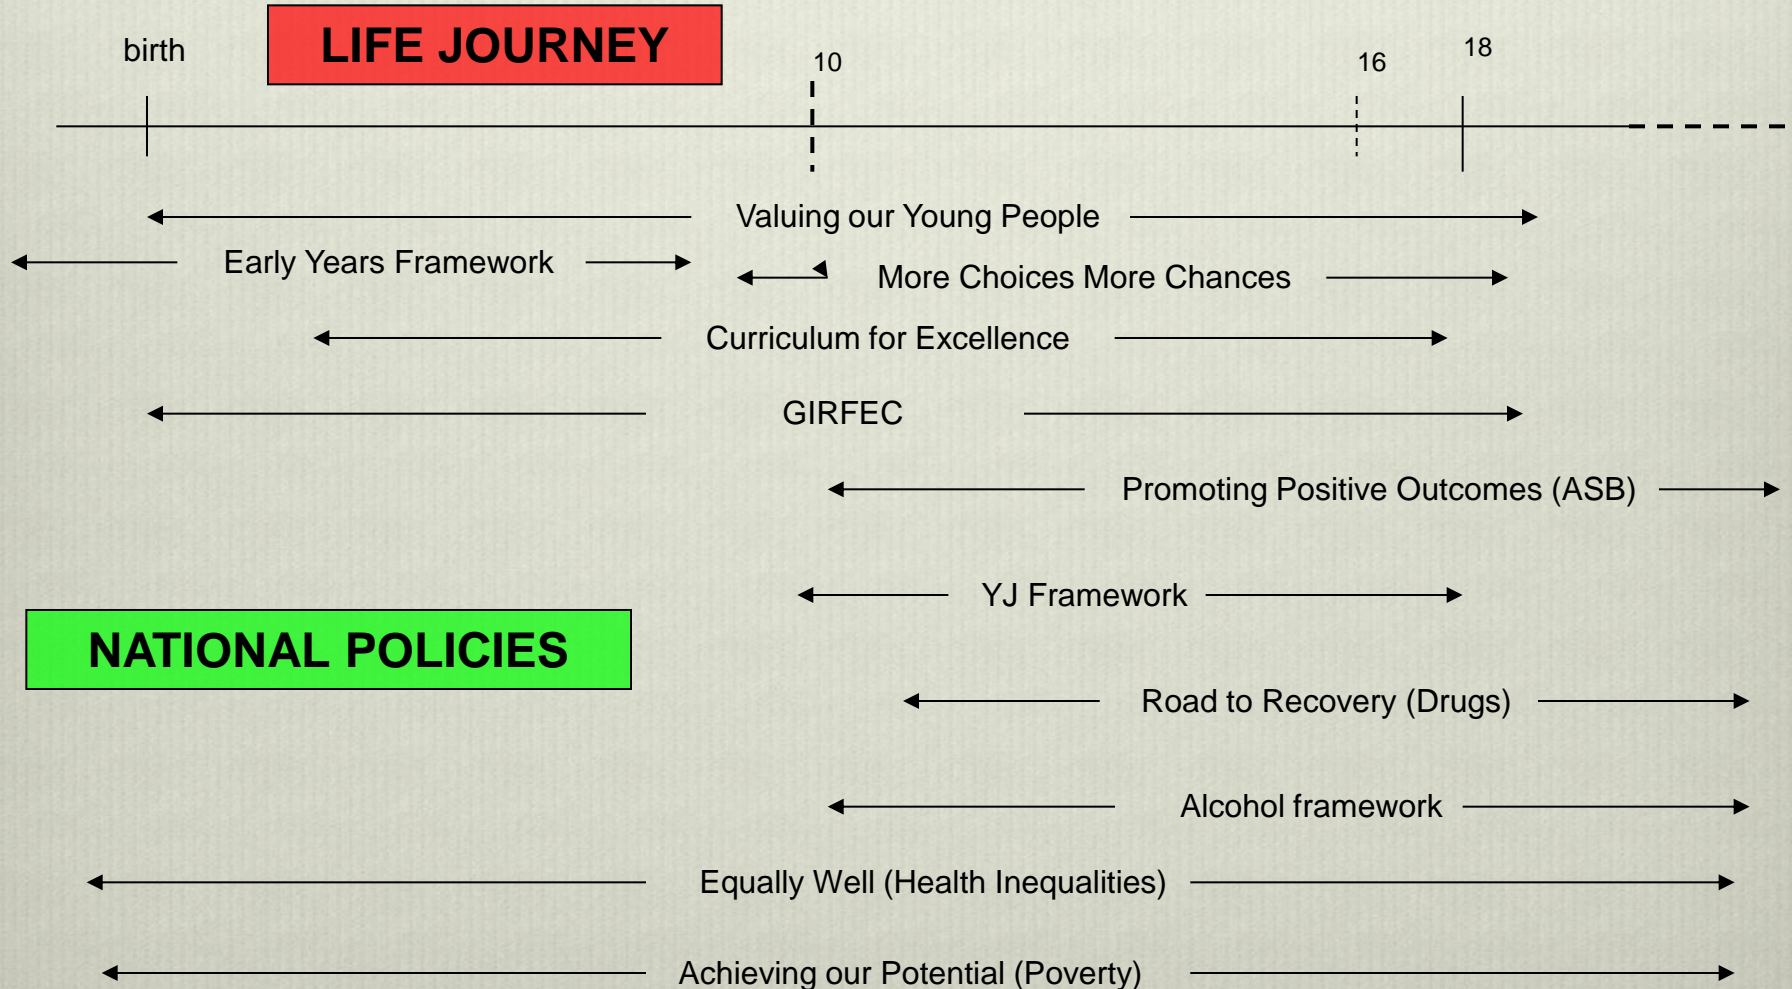 LIFE JOURNEY
birth
10
16
18
Valuing our Young People
Early Years Framework
More Choices More Chances
Curriculum for Excellence
GIRFEC
Promoting Positive Outcomes (ASB)
YJ Framework
NATIONAL POLICIES
Road to Recovery (Drugs)
Alcohol framework
Equally Well (Health Inequalities)
Achieving our Potential (Poverty)